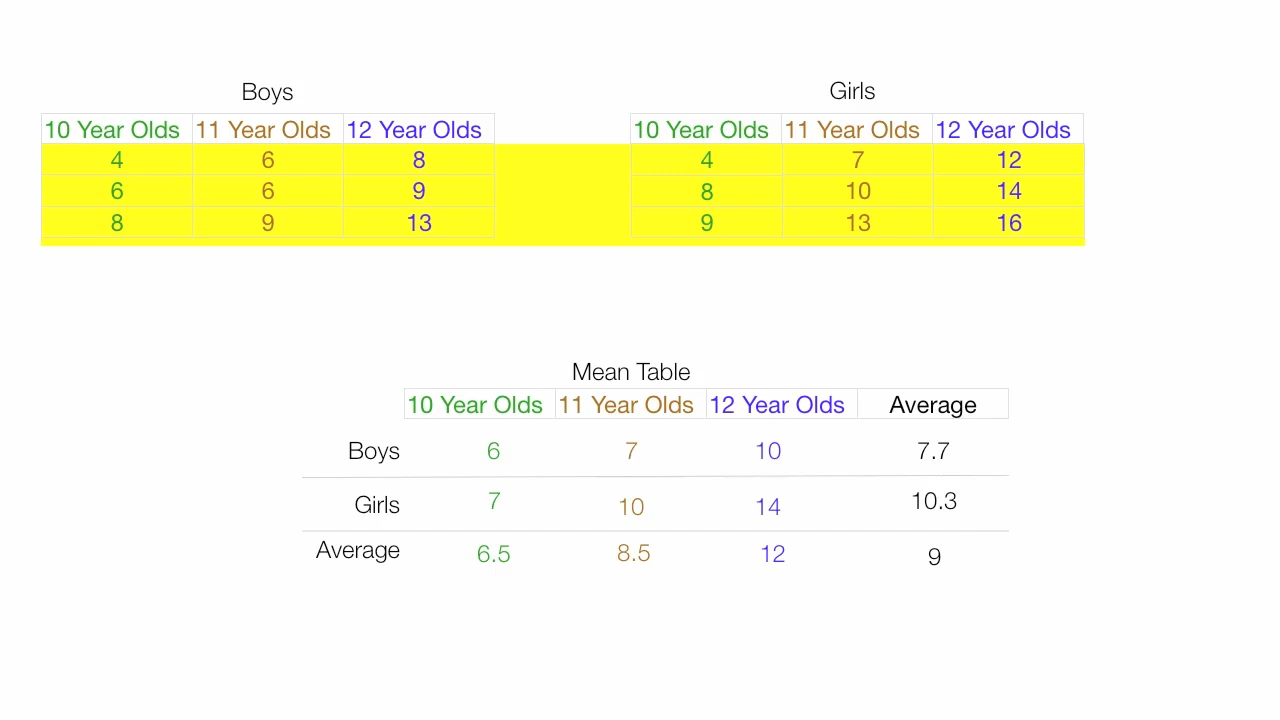 Boys Girls
10 Year Olds 11 Year Olds 12 Year Olds 10 Year Olds 11 Year Olds 12 Year Olds
4 6 8 4 7 12
6 6 9 8 10 14
8 9 13 9 13 16
Mean Table
10 Year Olds 11 Year Olds 12 Year Olds Average
Boys 6 7 10 7.7
Girls 7 10 14 10.3
Average 6.5 8.5 12 9